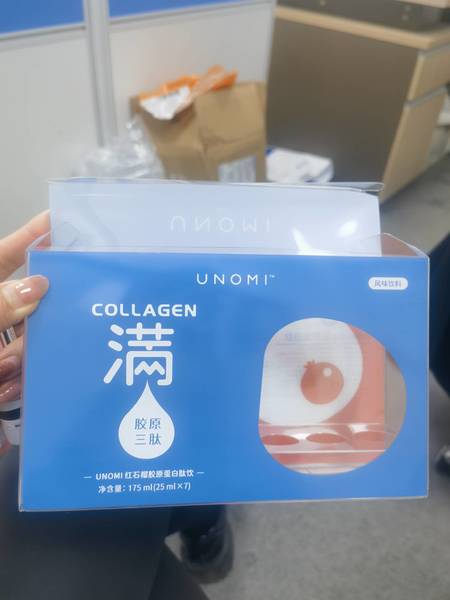 UNOMI
UNOMI™
风味饮料
COLLAGEN
满
胶原
三肽
UNOMI 红石榴胶原蛋白肽饮
净含量：175 ml(25 ml×7)